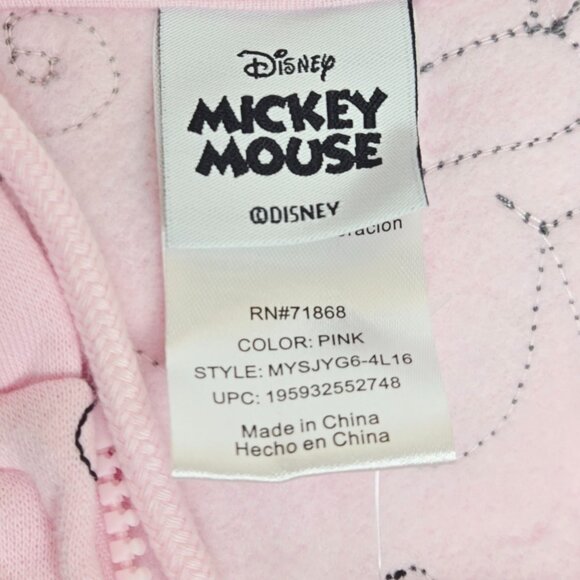 Disney
MICKEY
MOUSE
©DISNEY
RN#71868
COLOR: PINK
STYLE: MYSJYG6-4L16
UPC: 195932552748
Made in China
Hecho en China